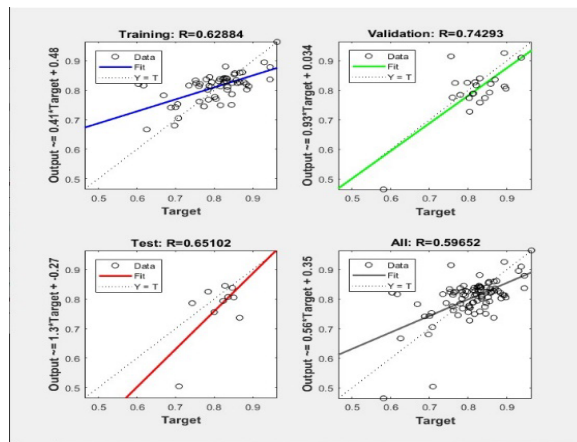 Training: R=0.62884
Output ~= 0.41*Target + 0.48
0.9
0.8
0.7
0.6
0.5
Data
Fit
Y = T
0.5 0.6 0.7 0.8 0.9
Target
Validation: R=0.74293
Output ~= 0.93*Target + 0.034
0.9
0.8
0.7
0.6
0.5
Data
Fit
Y = T
0.5 0.6 0.7 0.8 0.9
Target
Test: R=0.65102
Output ~= 1.3*Target + -0.27
0.9
0.8
0.7
0.6
0.5
Data
Fit
Y = T
0.5 0.6 0.7 0.8 0.9
Target
All: R=0.59652
Output ~= 0.56*Target + 0.35
0.9
0.8
0.7
0.6
0.5
Data
Fit
Y = T
0.5 0.6 0.7 0.8 0.9
Target